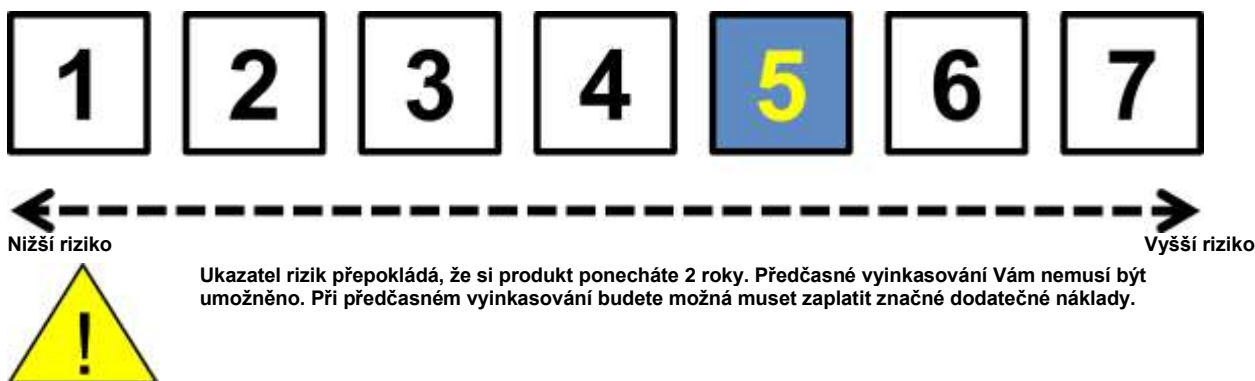 1 2 3 4 5 6 7
Nižší riziko Vyšší riziko
Ukazatel rizik přepokládá, že si produkt ponecháte 2 roky. Předčasné vyinkasování Vám nemusí být
umožněno. Při předčasném vyinkasování budete možná muset zaplatit značné dodatečné náklady.
!